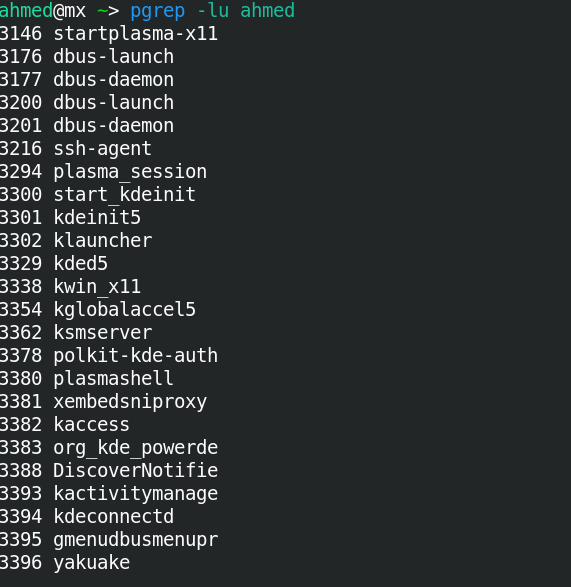 ahmed@mx ~> pgrep -lu ahmed
3146 startplasma-x11
3176 dbus-launch
3177 dbus-daemon
3200 dbus-launch
3201 dbus-daemon
3216 ssh-agent
3294 plasma_session
3300 start_kdeinit
3301 kdeinit5
3302 klauncher
3329 kded5
3338 kwin_x11
3354 kglobalaccel5
3362 ksmserver
3378 polkit-kde-auth
3380 plasmashell
3381 xembedsniproxy
3382 kaccess
3383 org_kde_powerde
3388 DiscoverNotifie
3393 kactivitymanage
3394 kdeconnectd
3395 gmenudbusmenupr
3396 yakuake